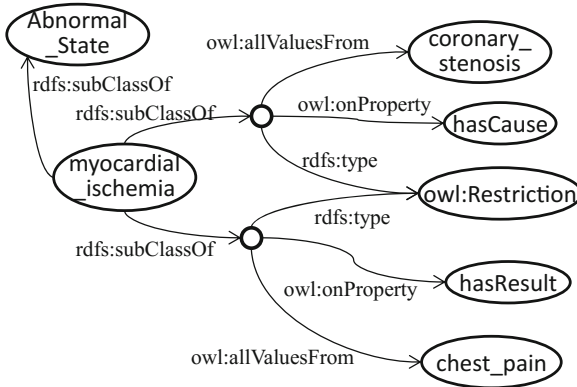 Abnormal
_State
owl:allValuesFrom
coronary_
stenosis
rdfs:subClassOf
rdfs:subClassOf
owl:onProperty
hasCause
myocardial
_ischemia
rdfs:type
owl:Restriction
rdfs:type
rdfs:subClassOf
hasResult
owl:onProperty
owl:allValuesFrom
chest_pain